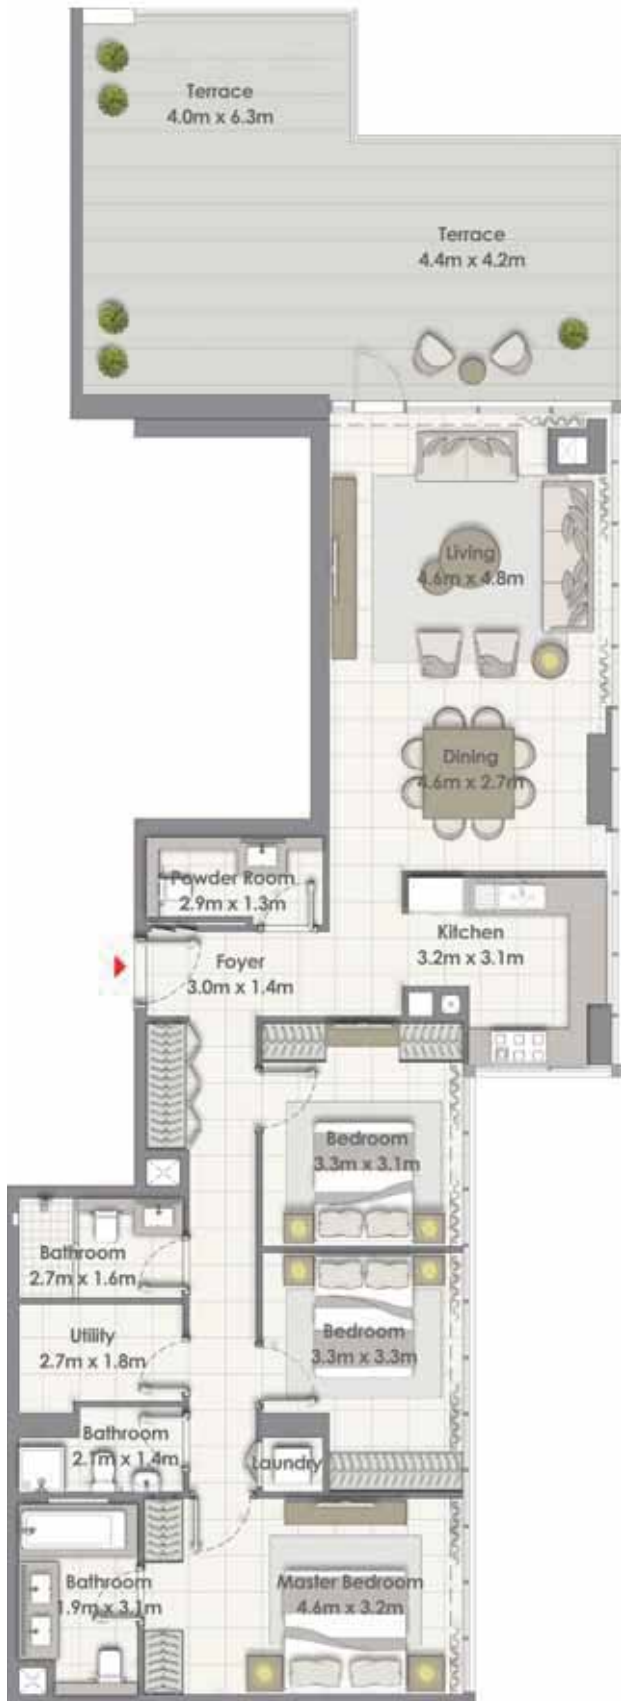 Terrace
4.0m x 6.3m
Terrace
4.4m x 4.2m
Living
4.6m x 4.8m
Dining
4.6m x 2.7m
Powder Room
2.9m x 1.3m
Kitchen
3.2m x 3.1m
Foyer
3.0m x 1.4m
Bedroom
3.3m x 3.1m
Bathroom
2.7m x 1.6m
Utility
2.7m x 1.8m
Bedroom
3.3m x 3.3m
Bathroom
2.1m x 1.4m
Laundry
Bathroom
1.9m x 3.1m
Master Bedroom
4.6m x 3.2m